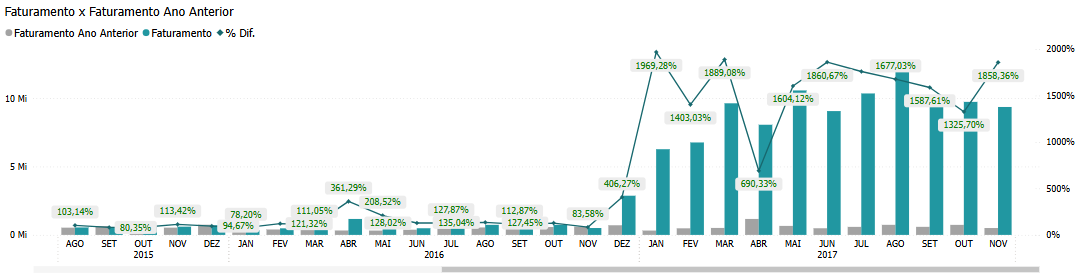 Faturamento x Faturamento Ano Anterior
Faturamento Ano Anterior Faturamento % Dif.
2000%
1969,28% 1889,08% 1860,67% 1677,03% 1858,36%
10 Mi 1403,03% 1604,12% 1587,61% 1325,70% 1500%
1000%
5 Mi 361,29% 406,27% 690,33% 500%
103,14% 113,42% 78,20% 111,05% 208,52% 127,87% 112,87% 83,58%
80,35% 94,67% 121,32% 128,02% 135,04% 127,45%
0 Mi 0%
AGO SET OUT NOV DEZ JAN FEV MAR ABR MAI JUN JUL AGO SET OUT NOV DEZ JAN FEV MAR ABR MAI JUN JUL AGO SET OUT NOV
2015 2016 2017